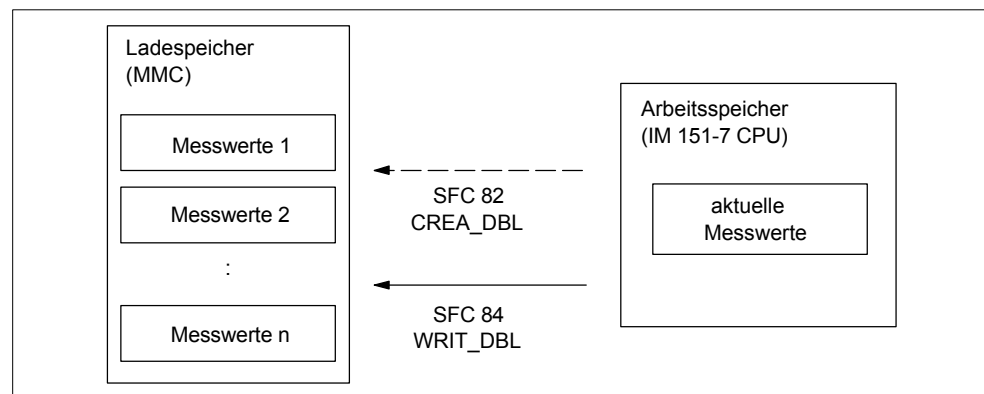 Ladespeicher
(MMC)
Messwerte 1
Messwerte 2
:
Messwerte n
SFC 82
CREA_DBL
SFC 84
WRIT_DBL
Arbeitsspeicher
(IM 151-7 CPU)
aktuelle
Messwerte